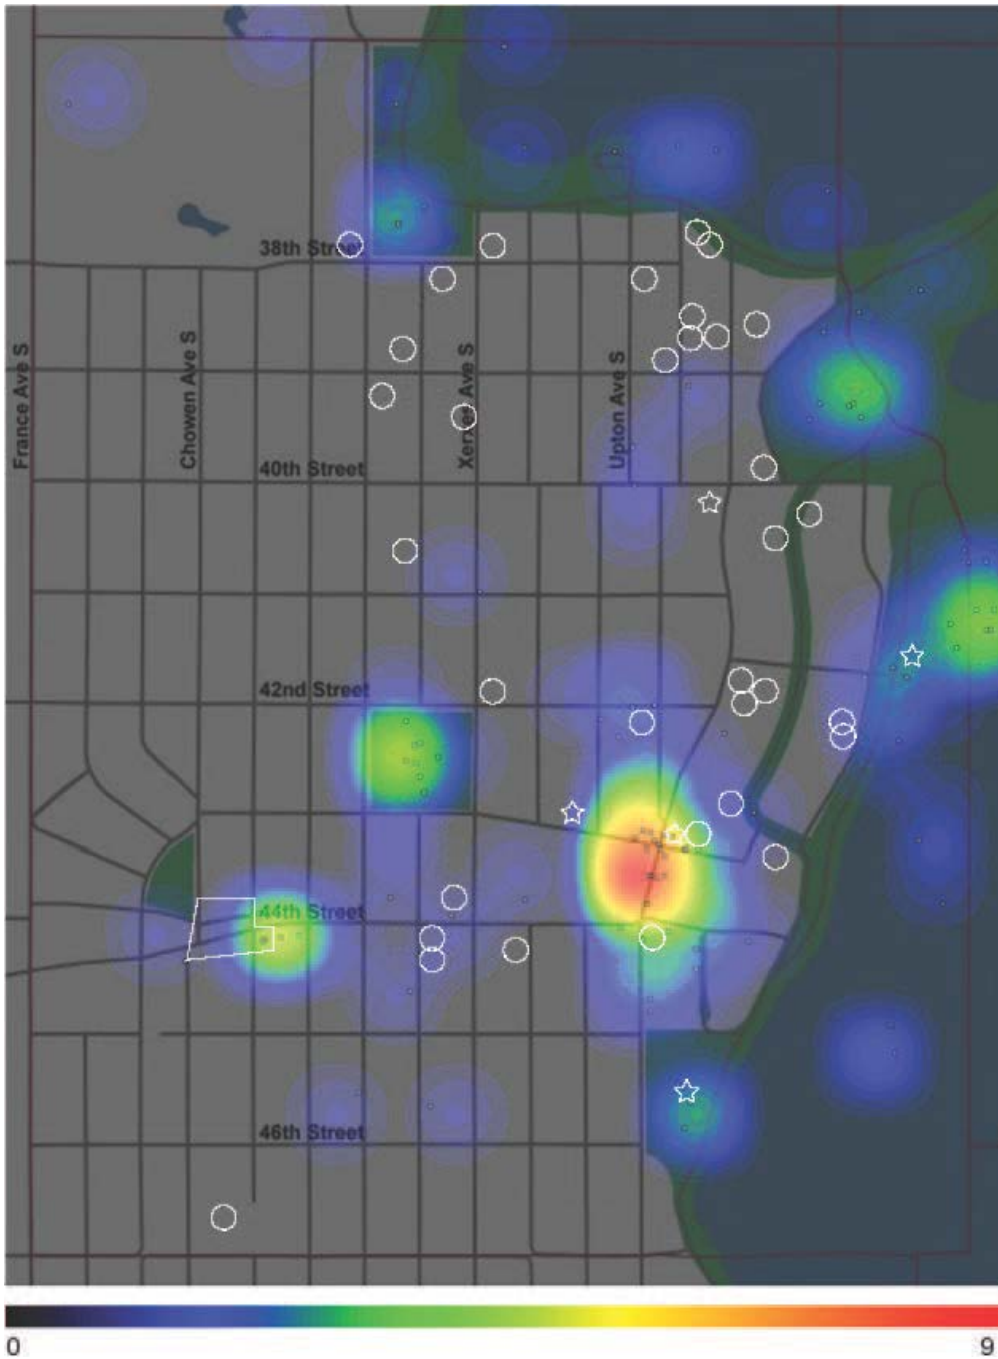 38th Street
France Ave S
Chowen Ave S
Xerxes Ave S
Upton Ave S
40th Street
42nd Street
44th Street
46th Street
0
9